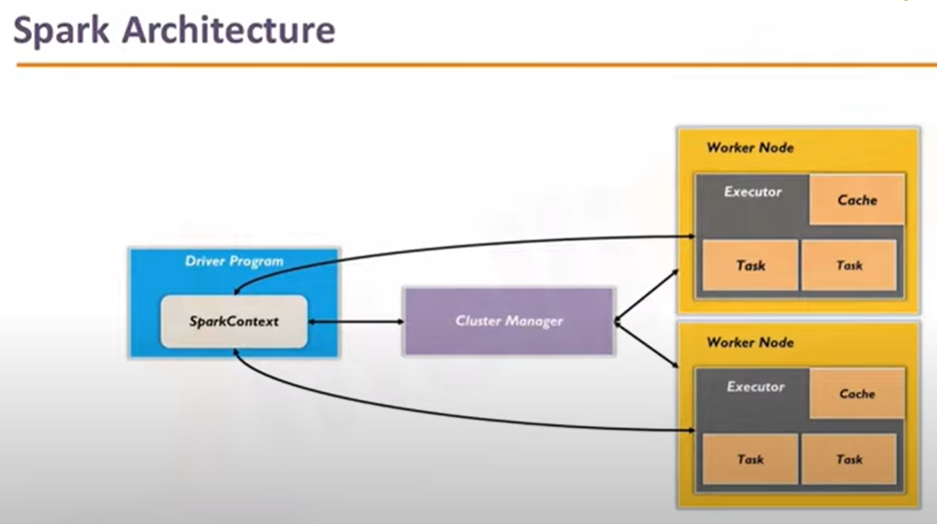 Spark Architecture
Driver Program
SparkContext
Cluster Manager
Worker Node
Executor
Cache
Task
Task
Worker Node
Executor
Cache
Task
Task